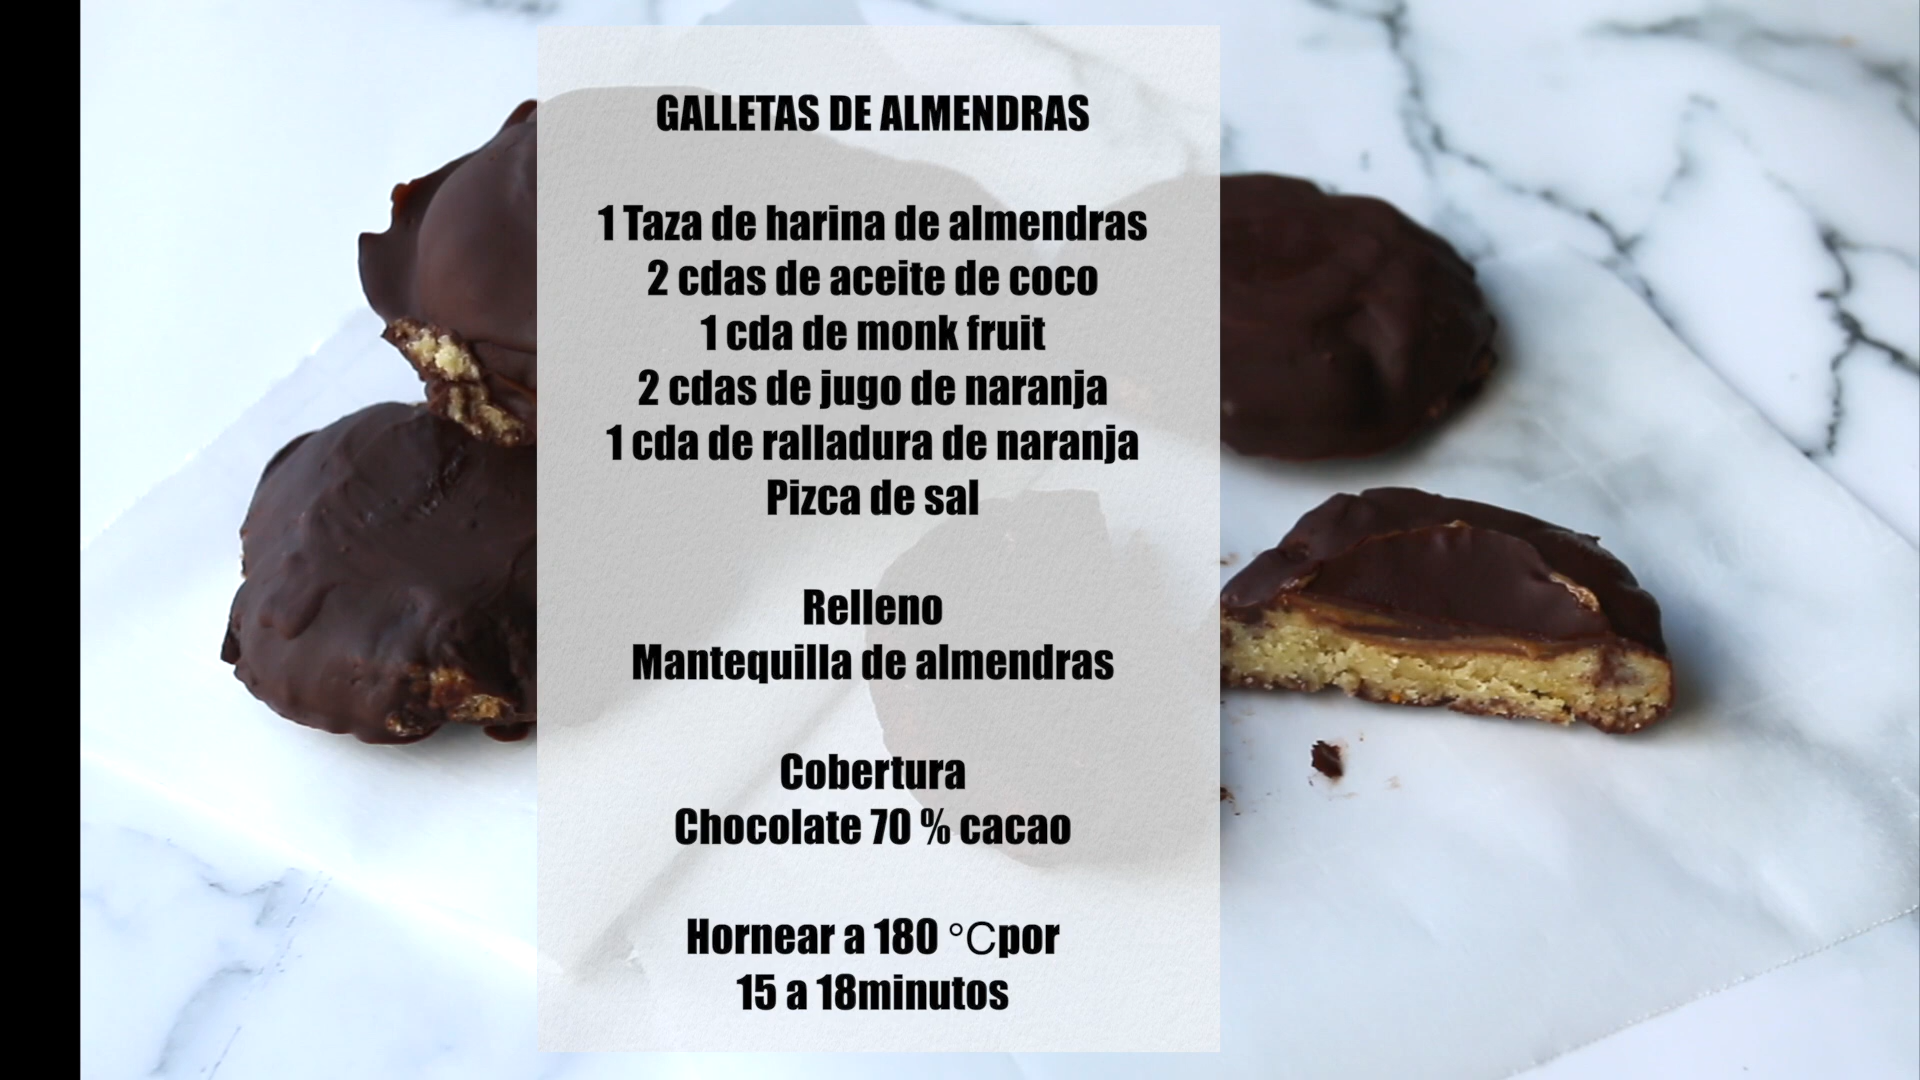 GALLETAS DE ALMENDRAS
1 Taza de harina de almendras
2 cdas de aceite de coco
1 cda de monk fruit
2 cdas de jugo de naranja
1 cda de ralladura de naranja
Pizca de sal
Relleno
Mantequilla de almendras
Cobertura
Chocolate 70 % cacao
Hornear a 180 °Cpor
15 a 18minutos